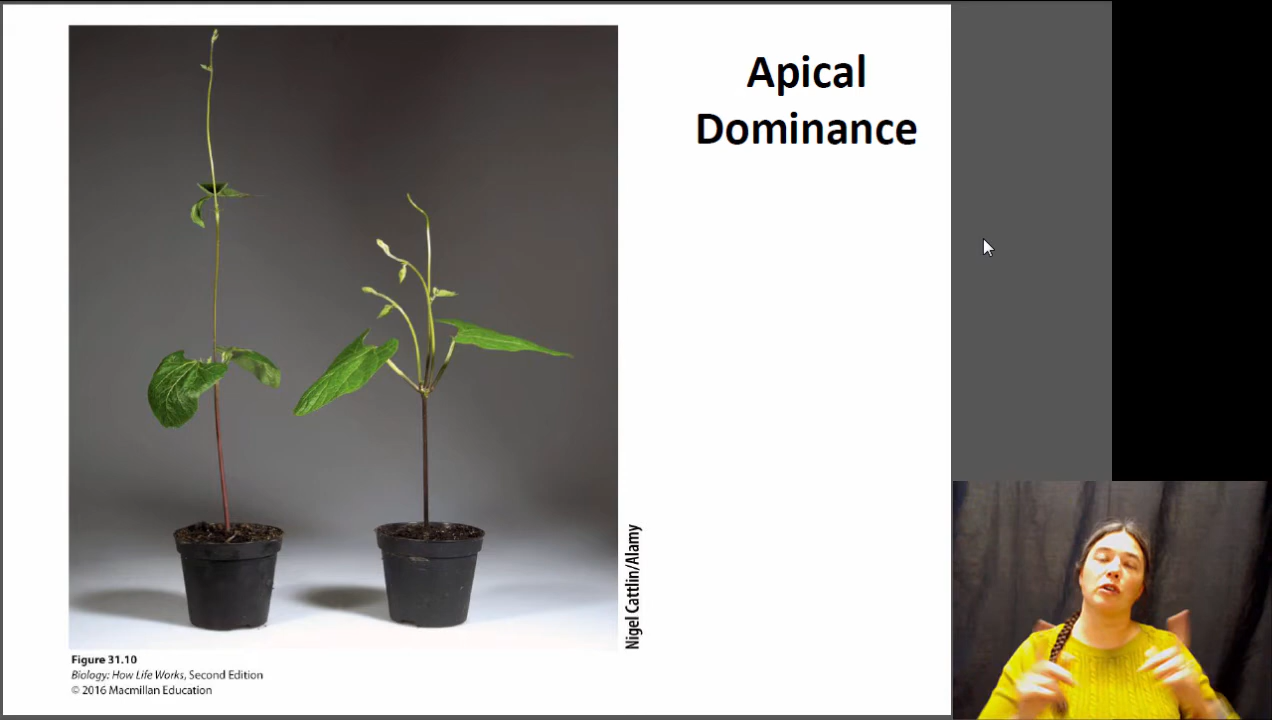 Apical
Dominance
Nigel Cattlin/Alamy
Figure 31.10
Biology: How Life Works, Second Edition
© 2016 Macmillan Education